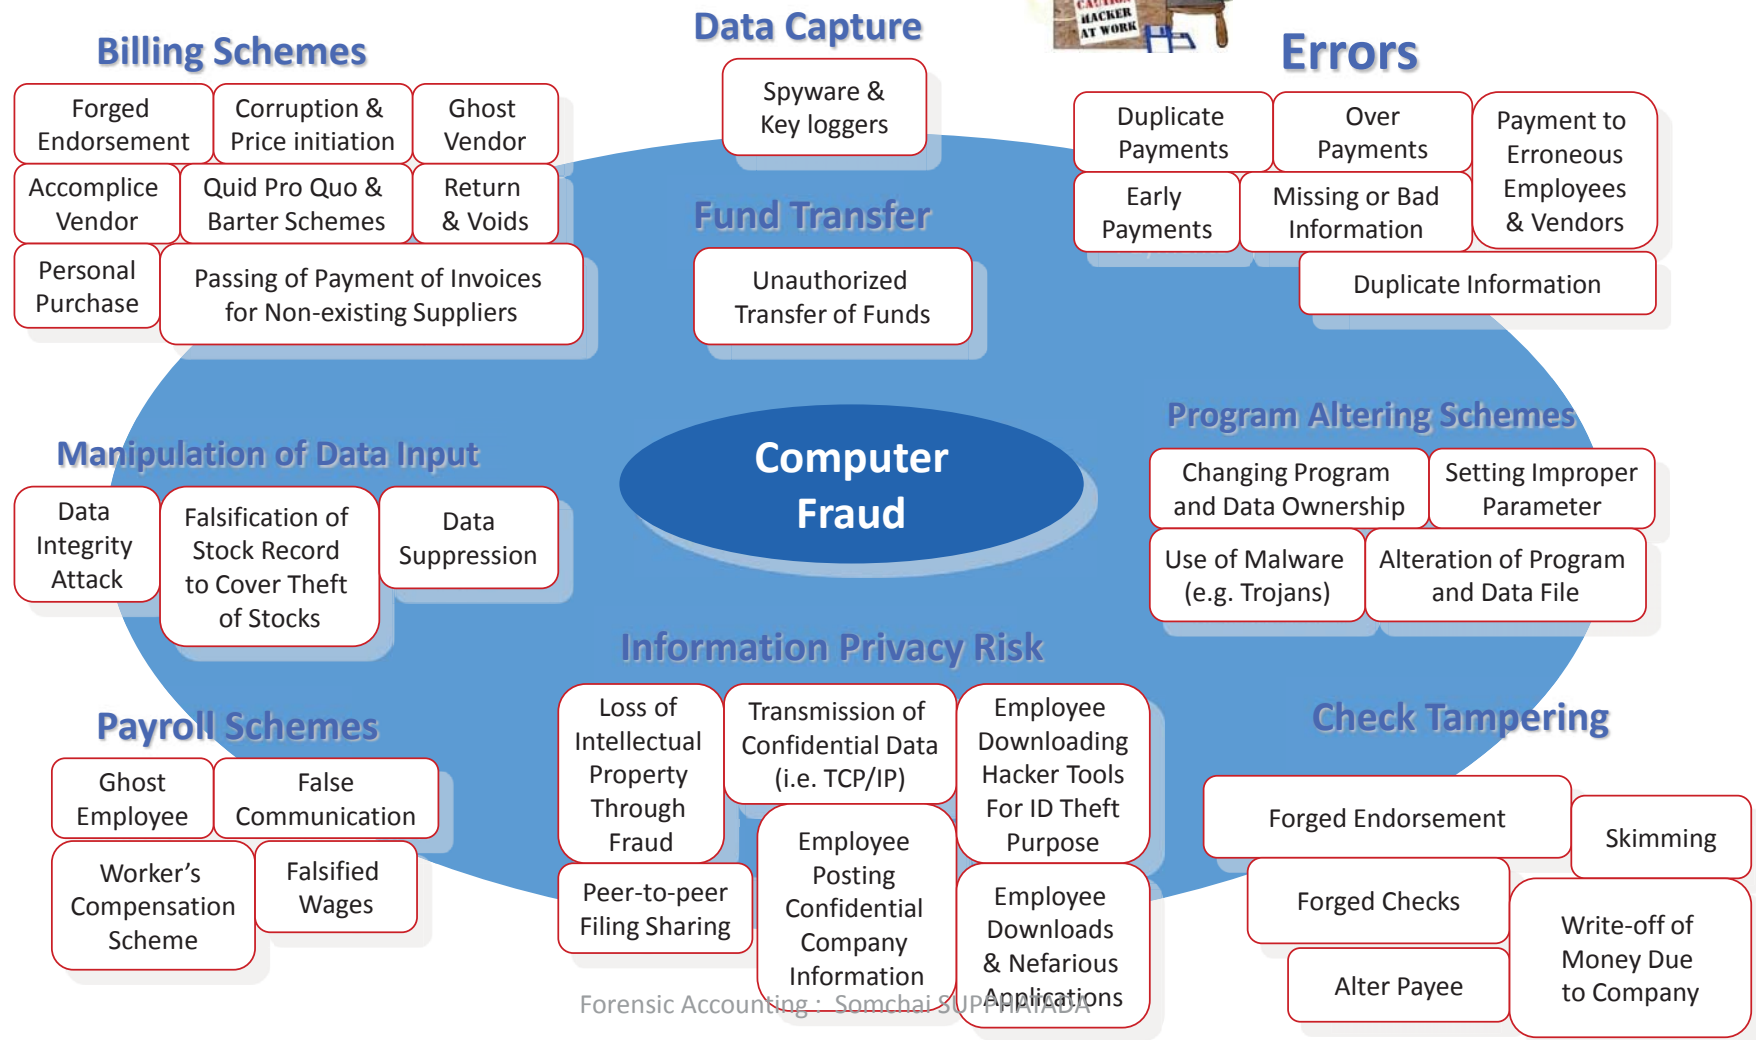 Data Capture
Spyware &
Key loggers
CAUTION
HACKER
AT WORK
Billing Schemes
Forged
Endorsement
Corruption &
Price initiation
Ghost
Vendor
Accomplice
Vendor
Quid Pro Quo &
Barter Schemes
Return
& Voids
Personal
Purchase
Passing of Payment of Invoices
for Non-existing Suppliers
Fund Transfer
Unauthorized
Transfer of Funds
Errors
Duplicate
Payments
Over
Payments
Payment to
Erroneous
Employees
& Vendors
Early
Payments
Missing or Bad
Information
Duplicate Information
Manipulation of Data Input
Data
Integrity
Attack
Falsification of
Stock Record
to Cover Theft
of Stocks
Data
Suppression
Computer
Fraud
Program Altering Schemes
Changing Program
and Data Ownership
Setting Improper
Parameter
Use of Malware
(e.g. Trojans)
Alteration of Program
and Data File
Payroll Schemes
Ghost
Employee
False
Communication
Worker’s
Compensation
Scheme
Falsified
Wages
Information Privacy Risk
Loss of
Intellectual
Property
Through
Fraud
Transmission of
Confidential Data
(i.e. TCP/IP)
Employee
Downloading
Hacker Tools
For ID Theft
Purpose
Peer-to-peer
Filing Sharing
Employee
Posting
Confidential
Company
Information
Employee
Downloads
& Nefarious
Applications
Check Tampering
Forged Endorsement
Skimming
Forged Checks
Write-off of
Money Due
to Company
Alter Payee
Forensic Accounting : Somchai SUPPHATADA